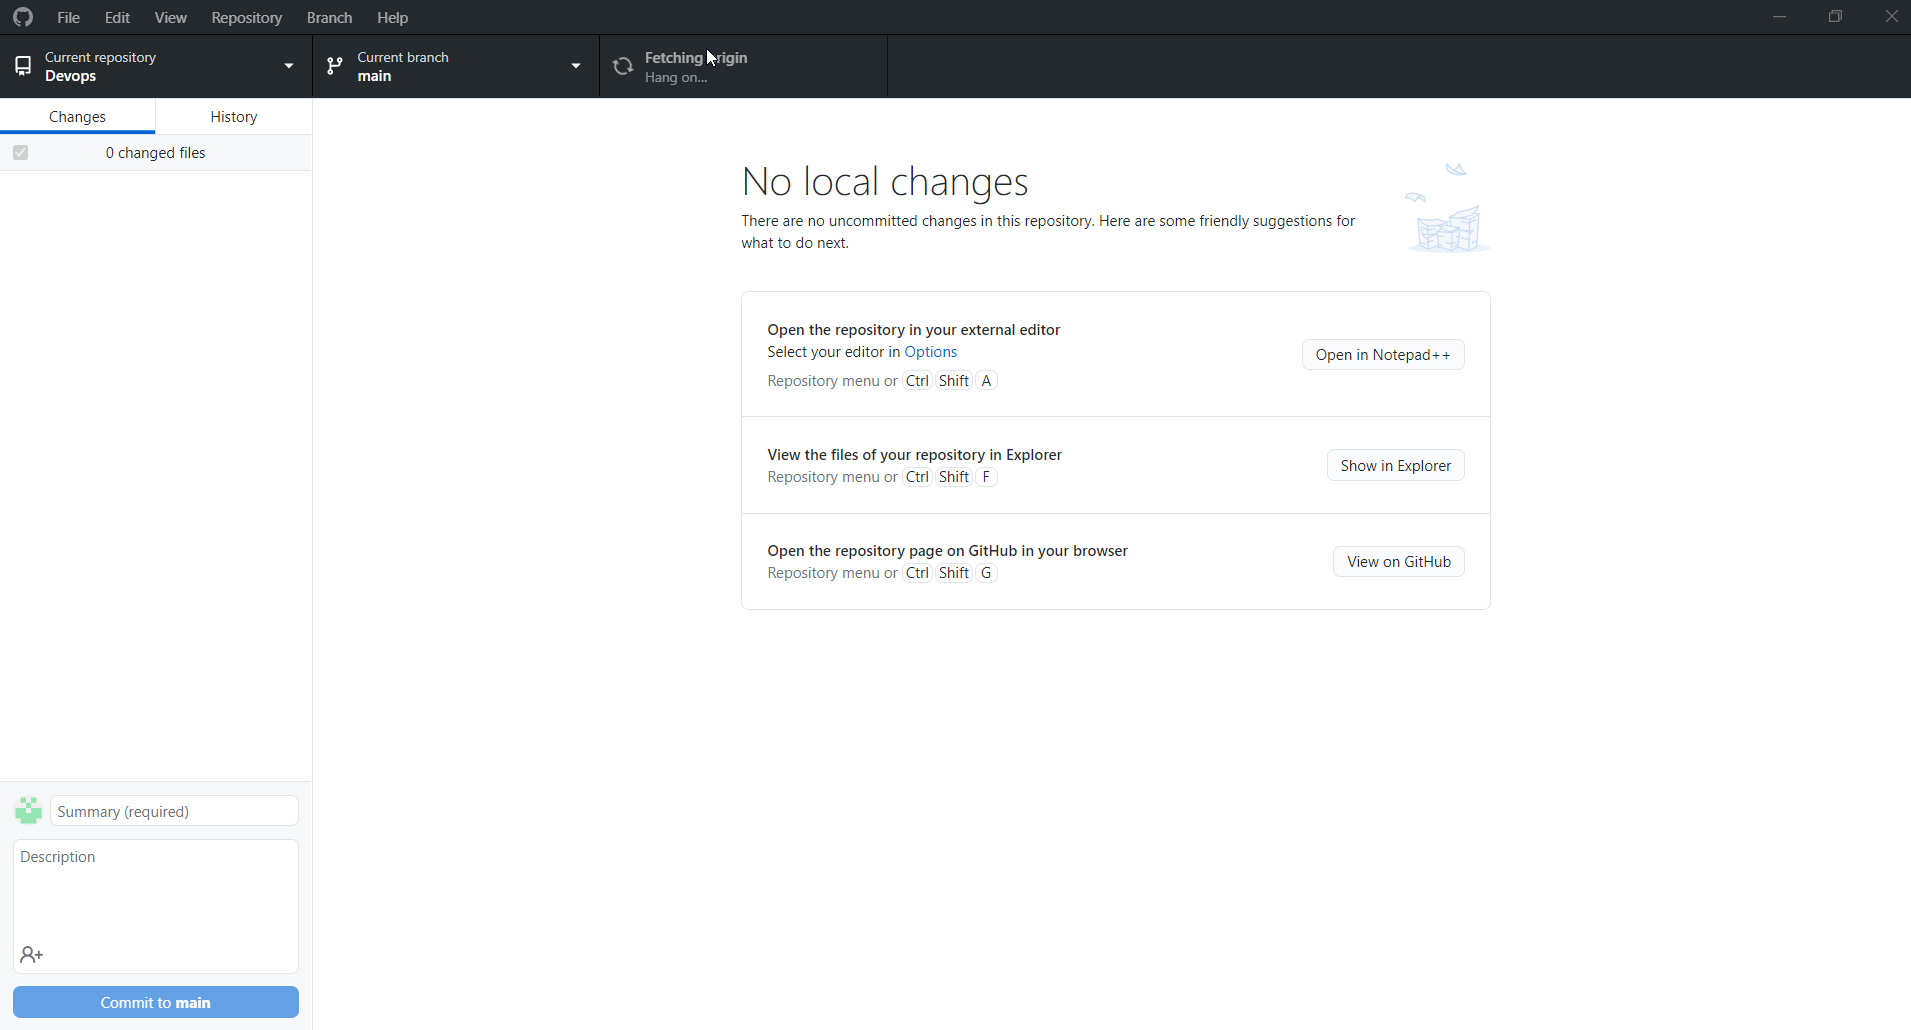 File Edit View Repository Branch Help
Current repository
Devops
Current branch
main
Fetching origin
Hang on...
Changes History
0 changed files
No local changes
There are no uncommitted changes in this repository. Here are some friendly suggestions for
what to do next.
Open the repository in your external editor
Select your editor in Options
Repository menu or Ctrl Shift A
Open in Notepad++
View the files of your repository in Explorer
Repository menu or Ctrl Shift F
Show in Explorer
Open the repository page on GitHub in your browser
Repository menu or Ctrl Shift G
View on GitHub
Summary (required)
Description
Commit to main